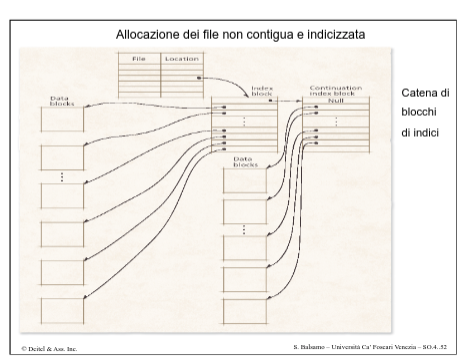 Allocazione dei file non contigua e indicizzata
File Location
Data
blocks
Index
block
Continuation
index block
Null
Catena di
blocchi
di indici
Data
blocks
© Deitel & Ass. Inc.
S. Balsamo – Università Ca' Foscari Venezia – SO.4..52